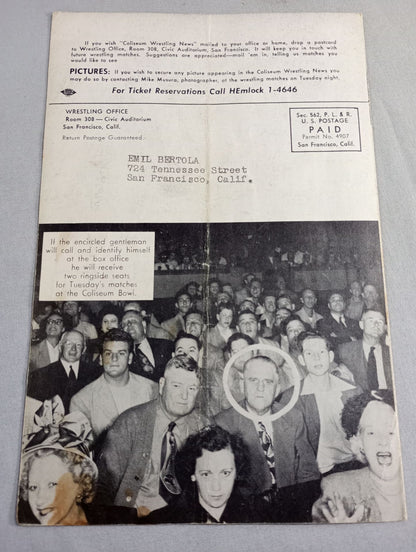 If you wish "Coliseum Wrestling News" mailed to your office or home, drop a postcard
to Wrestling Office, Room 308, Civic Auditorium. It will keep you in touch with
future wrestling matches. Suggestions are appreciated—mail 'em in, telling us matches you
would like to see
PICTURES: If you wish to secure any picture appearing in the Coliseum Wrestling News you
may do so by contacting Mike Musura, photographer, at the wrestling matches on Tuesday night.
For Ticket Reservations Call HEmlock 1-4646
WRESTLING OFFICE
Room 308 — Civic Auditorium
San Francisco, Calif.
Return Postage Guaranteed.
Sec. 562, P. L. & R.
U. S. POSTAGE
PAID
Permit No. 4907
San Francisco, Calif.
EMIL BERTOLA
724 Tennessee Street
San Francisco, Calif.
If the encircled gentleman
will call and identify himself
at the box office
he will receive
two ringside seats
for Tuesday's matches
at the Coliseum Bowl.